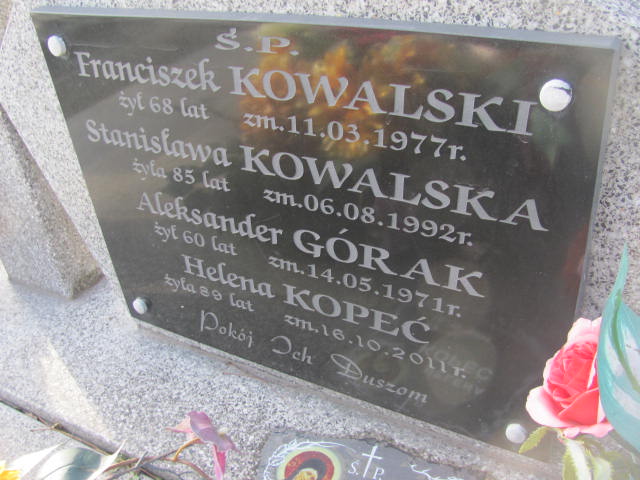 Ś.P.
Franciszek KOWALSKI
żył 68 lat zm.11.03.1977r.
Stanisława KOWALSKA
żyła 85 lat zm.06.08.1992r.
Aleksander GÓRAK
żył 60 lat zm.14.05.1971r.
Helena KOPEĆ
żyła 89 lat zm.16.10.2011r.
Pokój Ich Duszom
Ś P.